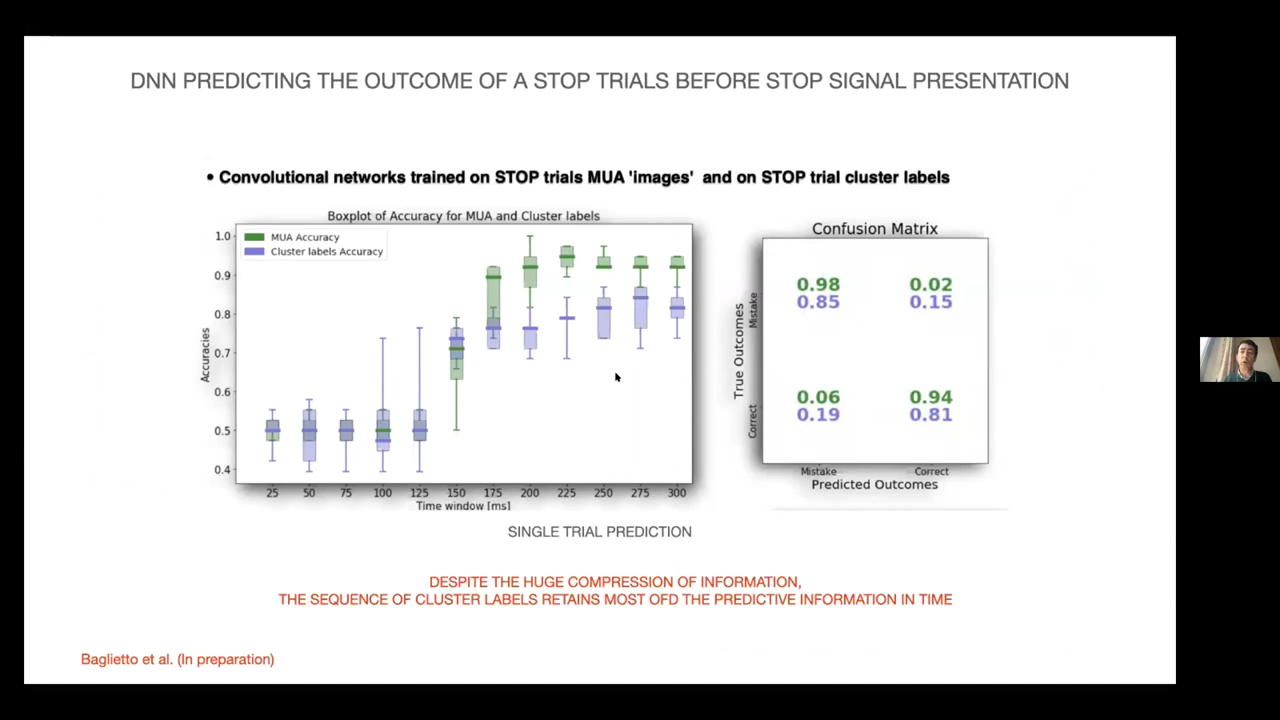 DNN PREDICTING THE OUTCOME OF A STOP TRIALS BEFORE STOP SIGNAL PRESENTATION
• Convolutional networks trained on STOP trials MUA 'images' and on STOP trial cluster labels
Boxplot of Accuracy for MUA and Cluster labels
MUA Accuracy
Cluster labels Accuracy
Accuracies
1.0
0.9
0.8
0.7
0.6
0.5
0.4
25 50 75 100 125 150 175 200 225 250 275 300
Time window [ms]
Confusion Matrix
True Outcomes
Mistake
Correct
0.98 0.02
0.85 0.15
0.06 0.94
0.19 0.81
Mistake Correct
Predicted Outcomes
SINGLE TRIAL PREDICTION
DESPITE THE HUGE COMPRESSION OF INFORMATION,
THE SEQUENCE OF CLUSTER LABELS RETAINS MOST OFD THE PREDICTIVE INFORMATION IN TIME
Baglietto et al. (In preparation)